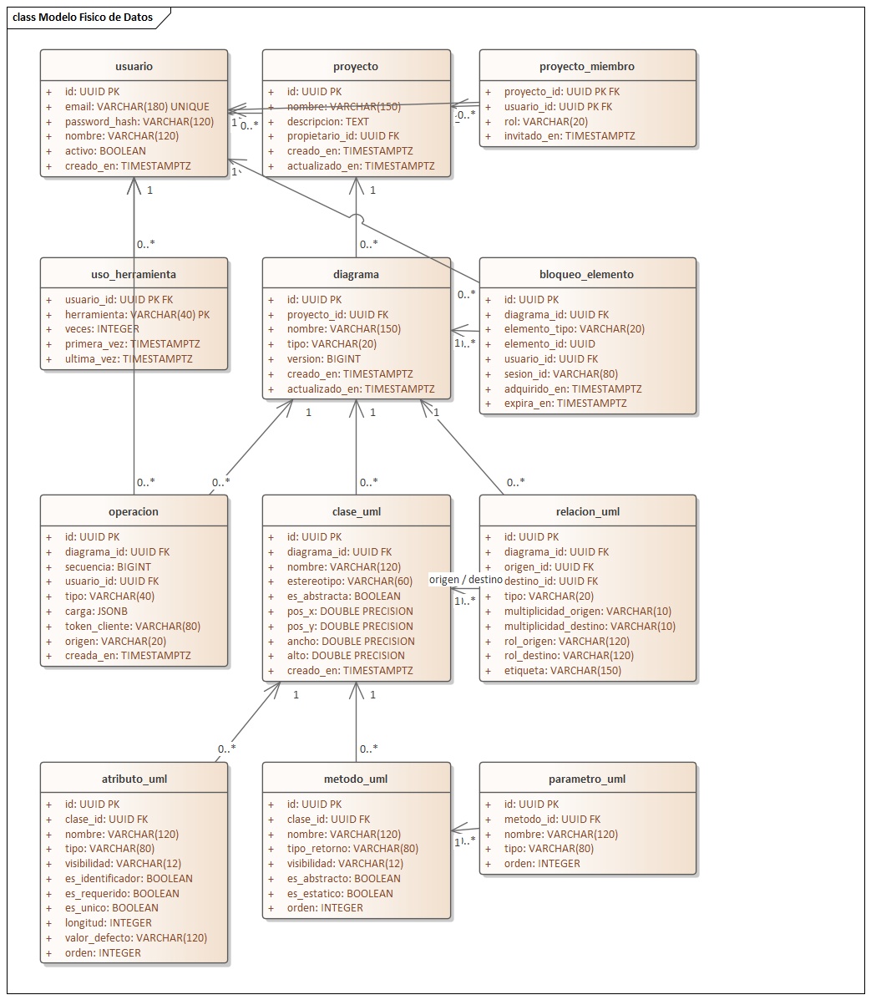 class Modelo Fisico de Datos
usuario
+ id: UUID PK
+ email: VARCHAR(180) UNIQUE
+ password_hash: VARCHAR(120)
+ nombre: VARCHAR(120)
+ activo: BOOLEAN
+ creado_en: TIMESTAMPTZ
proyecto
+ id: UUID PK
+ nombre: VARCHAR(150)
+ descripcion: TEXT
+ propietario_id: UUID FK
+ creado_en: TIMESTAMPTZ
+ actualizado_en: TIMESTAMPTZ
proyecto_miembro
+ proyecto_id: UUID PK FK
+ usuario_id: UUID PK FK
+ rol: VARCHAR(20)
+ invitado_en: TIMESTAMPTZ
1
0..*
0..*
1
1
1
0..*
0..*
uso_herramienta
+ usuario_id: UUID PK FK
+ herramienta: VARCHAR(40) PK
+ veces: INTEGER
+ primera_vez: TIMESTAMPTZ
+ ultima_vez: TIMESTAMPTZ
diagrama
+ id: UUID PK
+ proyecto_id: UUID FK
+ nombre: VARCHAR(150)
+ tipo: VARCHAR(20)
+ version: BIGINT
+ creado_en: TIMESTAMPTZ
+ actualizado_en: TIMESTAMPTZ
0..*
1
..*
bloqueo_elemento
+ id: UUID PK
+ diagrama_id: UUID FK
+ elemento_tipo: VARCHAR(20)
+ elemento_id: UUID
+ usuario_id: UUID FK
+ sesion_id: VARCHAR(80)
+ adquirido_en: TIMESTAMPTZ
+ expira_en: TIMESTAMPTZ
1
1
1
0..*
0..*
0..*
0..*
operacion
+ id: UUID PK
+ diagrama_id: UUID FK
+ secuencia: BIGINT
+ usuario_id: UUID FK
+ tipo: VARCHAR(40)
+ carga: JSONB
+ token_cliente: VARCHAR(80)
+ origen: VARCHAR(20)
+ creada_en: TIMESTAMPTZ
clase_uml
+ id: UUID PK
+ diagrama_id: UUID FK
+ nombre: VARCHAR(120)
+ estereotipo: VARCHAR(60)
+ es_abstracta: BOOLEAN
+ pos_x: DOUBLE PRECISION
+ pos_y: DOUBLE PRECISION
+ ancho: DOUBLE PRECISION
+ alto: DOUBLE PRECISION
+ creado_en: TIMESTAMPTZ
origen / destino
1
..*
relacion_uml
+ id: UUID PK
+ diagrama_id: UUID FK
+ origen_id: UUID FK
+ destino_id: UUID FK
+ tipo: VARCHAR(20)
+ multiplicidad_origen: VARCHAR(10)
+ multiplicidad_destino: VARCHAR(10)
+ rol_origen: VARCHAR(120)
+ rol_destino: VARCHAR(120)
+ etiqueta: VARCHAR(150)
1
1
0..*
0..*
atributo_uml
+ id: UUID PK
+ clase_id: UUID FK
+ nombre: VARCHAR(120)
+ tipo: VARCHAR(80)
+ visibilidad: VARCHAR(12)
+ es_identificador: BOOLEAN
+ es_requerido: BOOLEAN
+ es_unico: BOOLEAN
+ longitud: INTEGER
+ valor_defecto: VARCHAR(120)
+ orden: INTEGER
metodo_uml
+ id: UUID PK
+ clase_id: UUID FK
+ nombre: VARCHAR(120)
+ tipo_retorno: VARCHAR(80)
+ visibilidad: VARCHAR(12)
+ es_abstracto: BOOLEAN
+ es_estatico: BOOLEAN
+ orden: INTEGER
1
..*
parametro_uml
+ id: UUID PK
+ metodo_id: UUID FK
+ nombre: VARCHAR(120)
+ tipo: VARCHAR(80)
+ orden: INTEGER